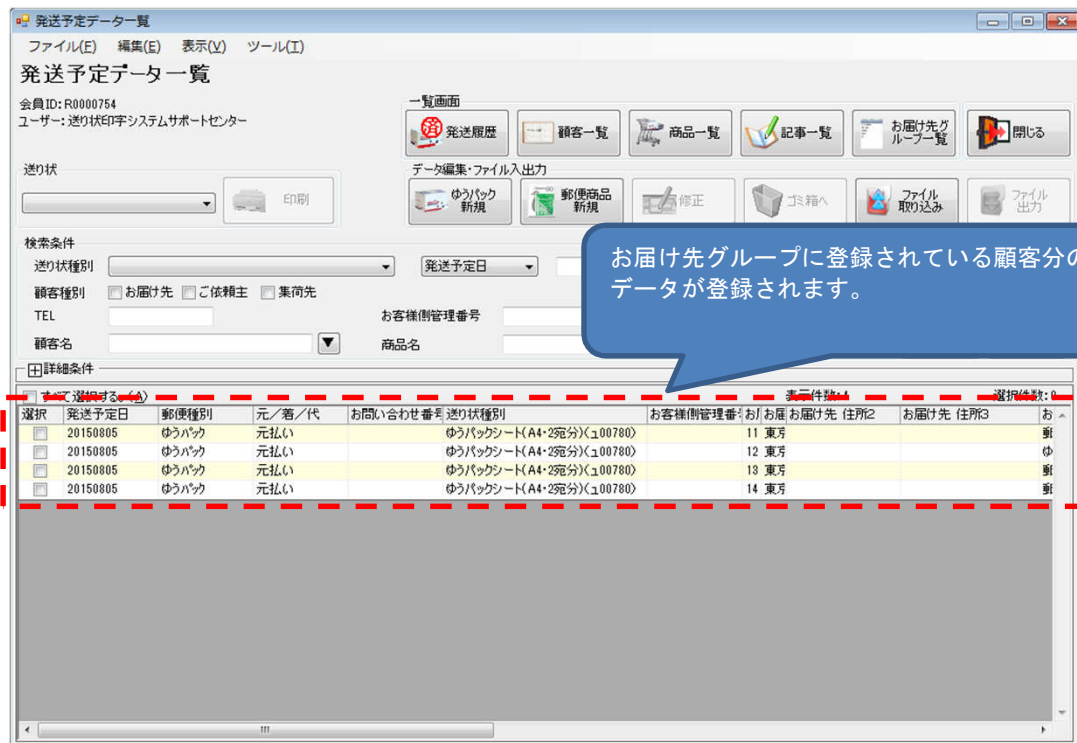 発送予定データ一覧
ファイル(F) 編集(E) 表示(V) ツール(T)
発送予定データ一覧
会員ID:R0000754
ユーザー:送り状印字システムサポートセンター
一覧画面
発送履歴 顧客一覧 商品一覧 記事一覧 お届け先グループ一覧 閉じる
送り状
印刷
データ編集・ファイル入出力
ゆうパック新規 郵便商品新規 修正 ゴミ箱へ ファイル取り込み ファイル出力
検索条件
送り状種別 発送予定日
顧客種別 お届け先 ご依頼主 集荷先
TEL お客様側管理番号
顧客名 商品名
お届け先グループに登録されている顧客分の
データが登録されます。
詳細条件
すべて選択する。(A) 表示件数:4 選択件数:0
選択 発送予定日 郵便種別 元/着/代 お問い合わせ番号 送り状種別 お客様側管理番 お届 お届け先 住所2 お届け先 住所3 お
20150805 ゆうパック 元払い ゆうパックシート(A4・2宛分)(ュ00780) 11 東京
20150805 ゆうパック 元払い ゆうパックシート(A4・2宛分)(ュ00780) 12 東京 ゆ
20150805 ゆうパック 元払い ゆうパックシート(A4・2宛分)(ュ00780) 13 東京
20150805 ゆうパック 元払い ゆうパックシート(A4・2宛分)(ュ00780) 14 東京